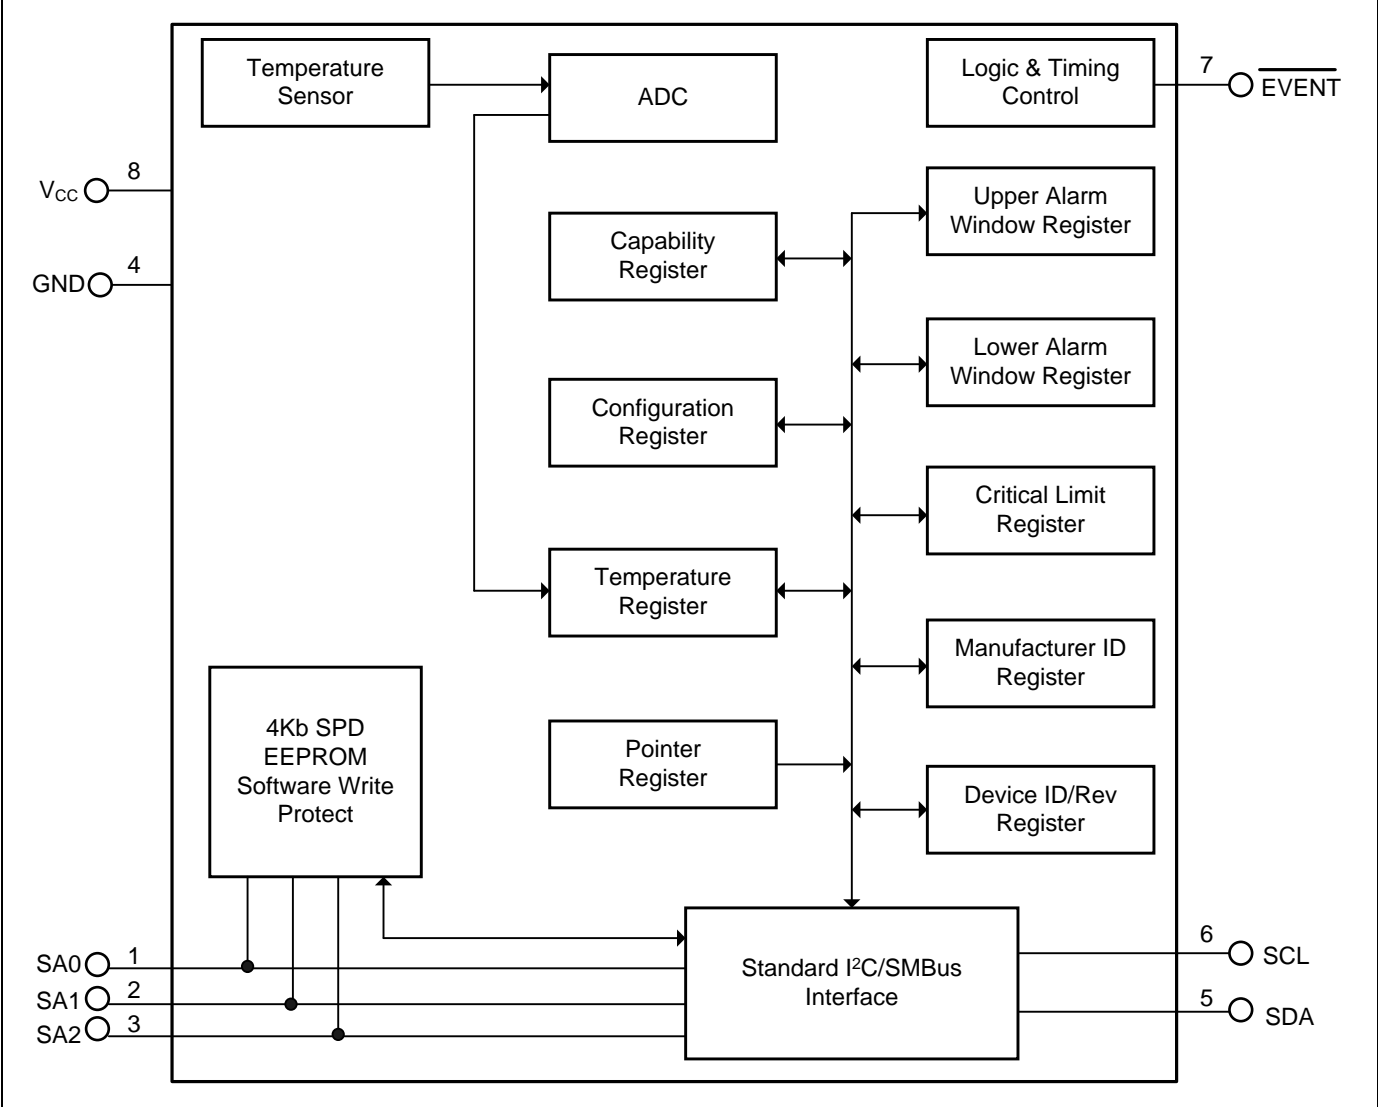 Temperature
Sensor
ADC
Logic & Timing
Control
7
EVENT
8
VCC
4
GND
Upper Alarm
Window Register
Capability
Register
Lower Alarm
Window Register
Configuration
Register
Critical Limit
Register
Temperature
Register
Manufacturer ID
Register
4Kb SPD
EEPROM
Software Write
Protect
Pointer
Register
Device ID/Rev
Register
SA0
1
SA1
2
SA2
3
Standard I²C/SMBus
Interface
6
SCL
5
SDA